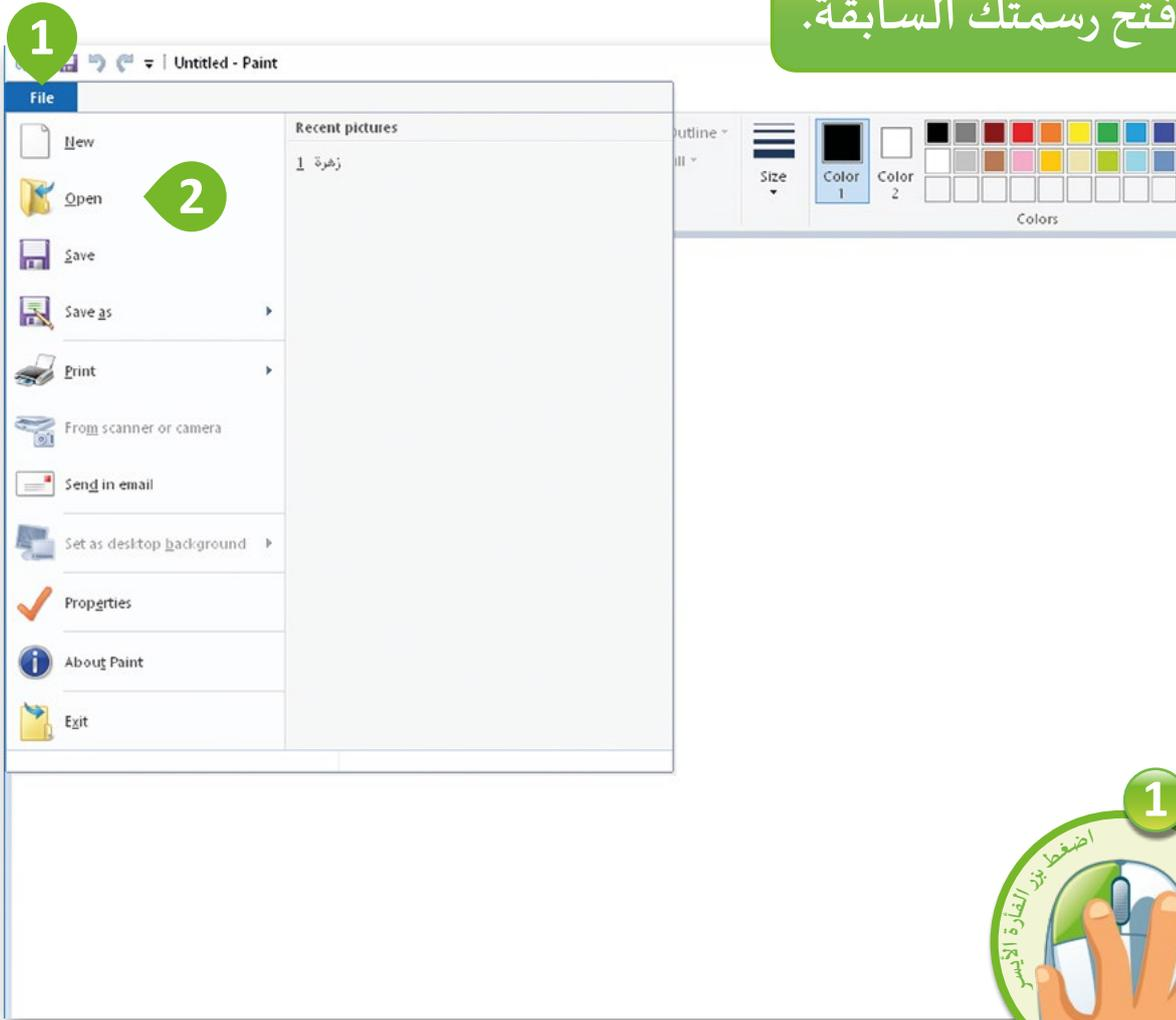 فتح رسمتك السابقة.
1
Untitled - Paint
File
New
Open
2
Save
Save as
Print
From scanner or camera
Send in email
Set as desktop background
Properties
About Paint
Exit
Recent pictures
1 زهرة
Size
Color 1
Color 2
Colors
1
اضغط بزر الفأرة الأيسر